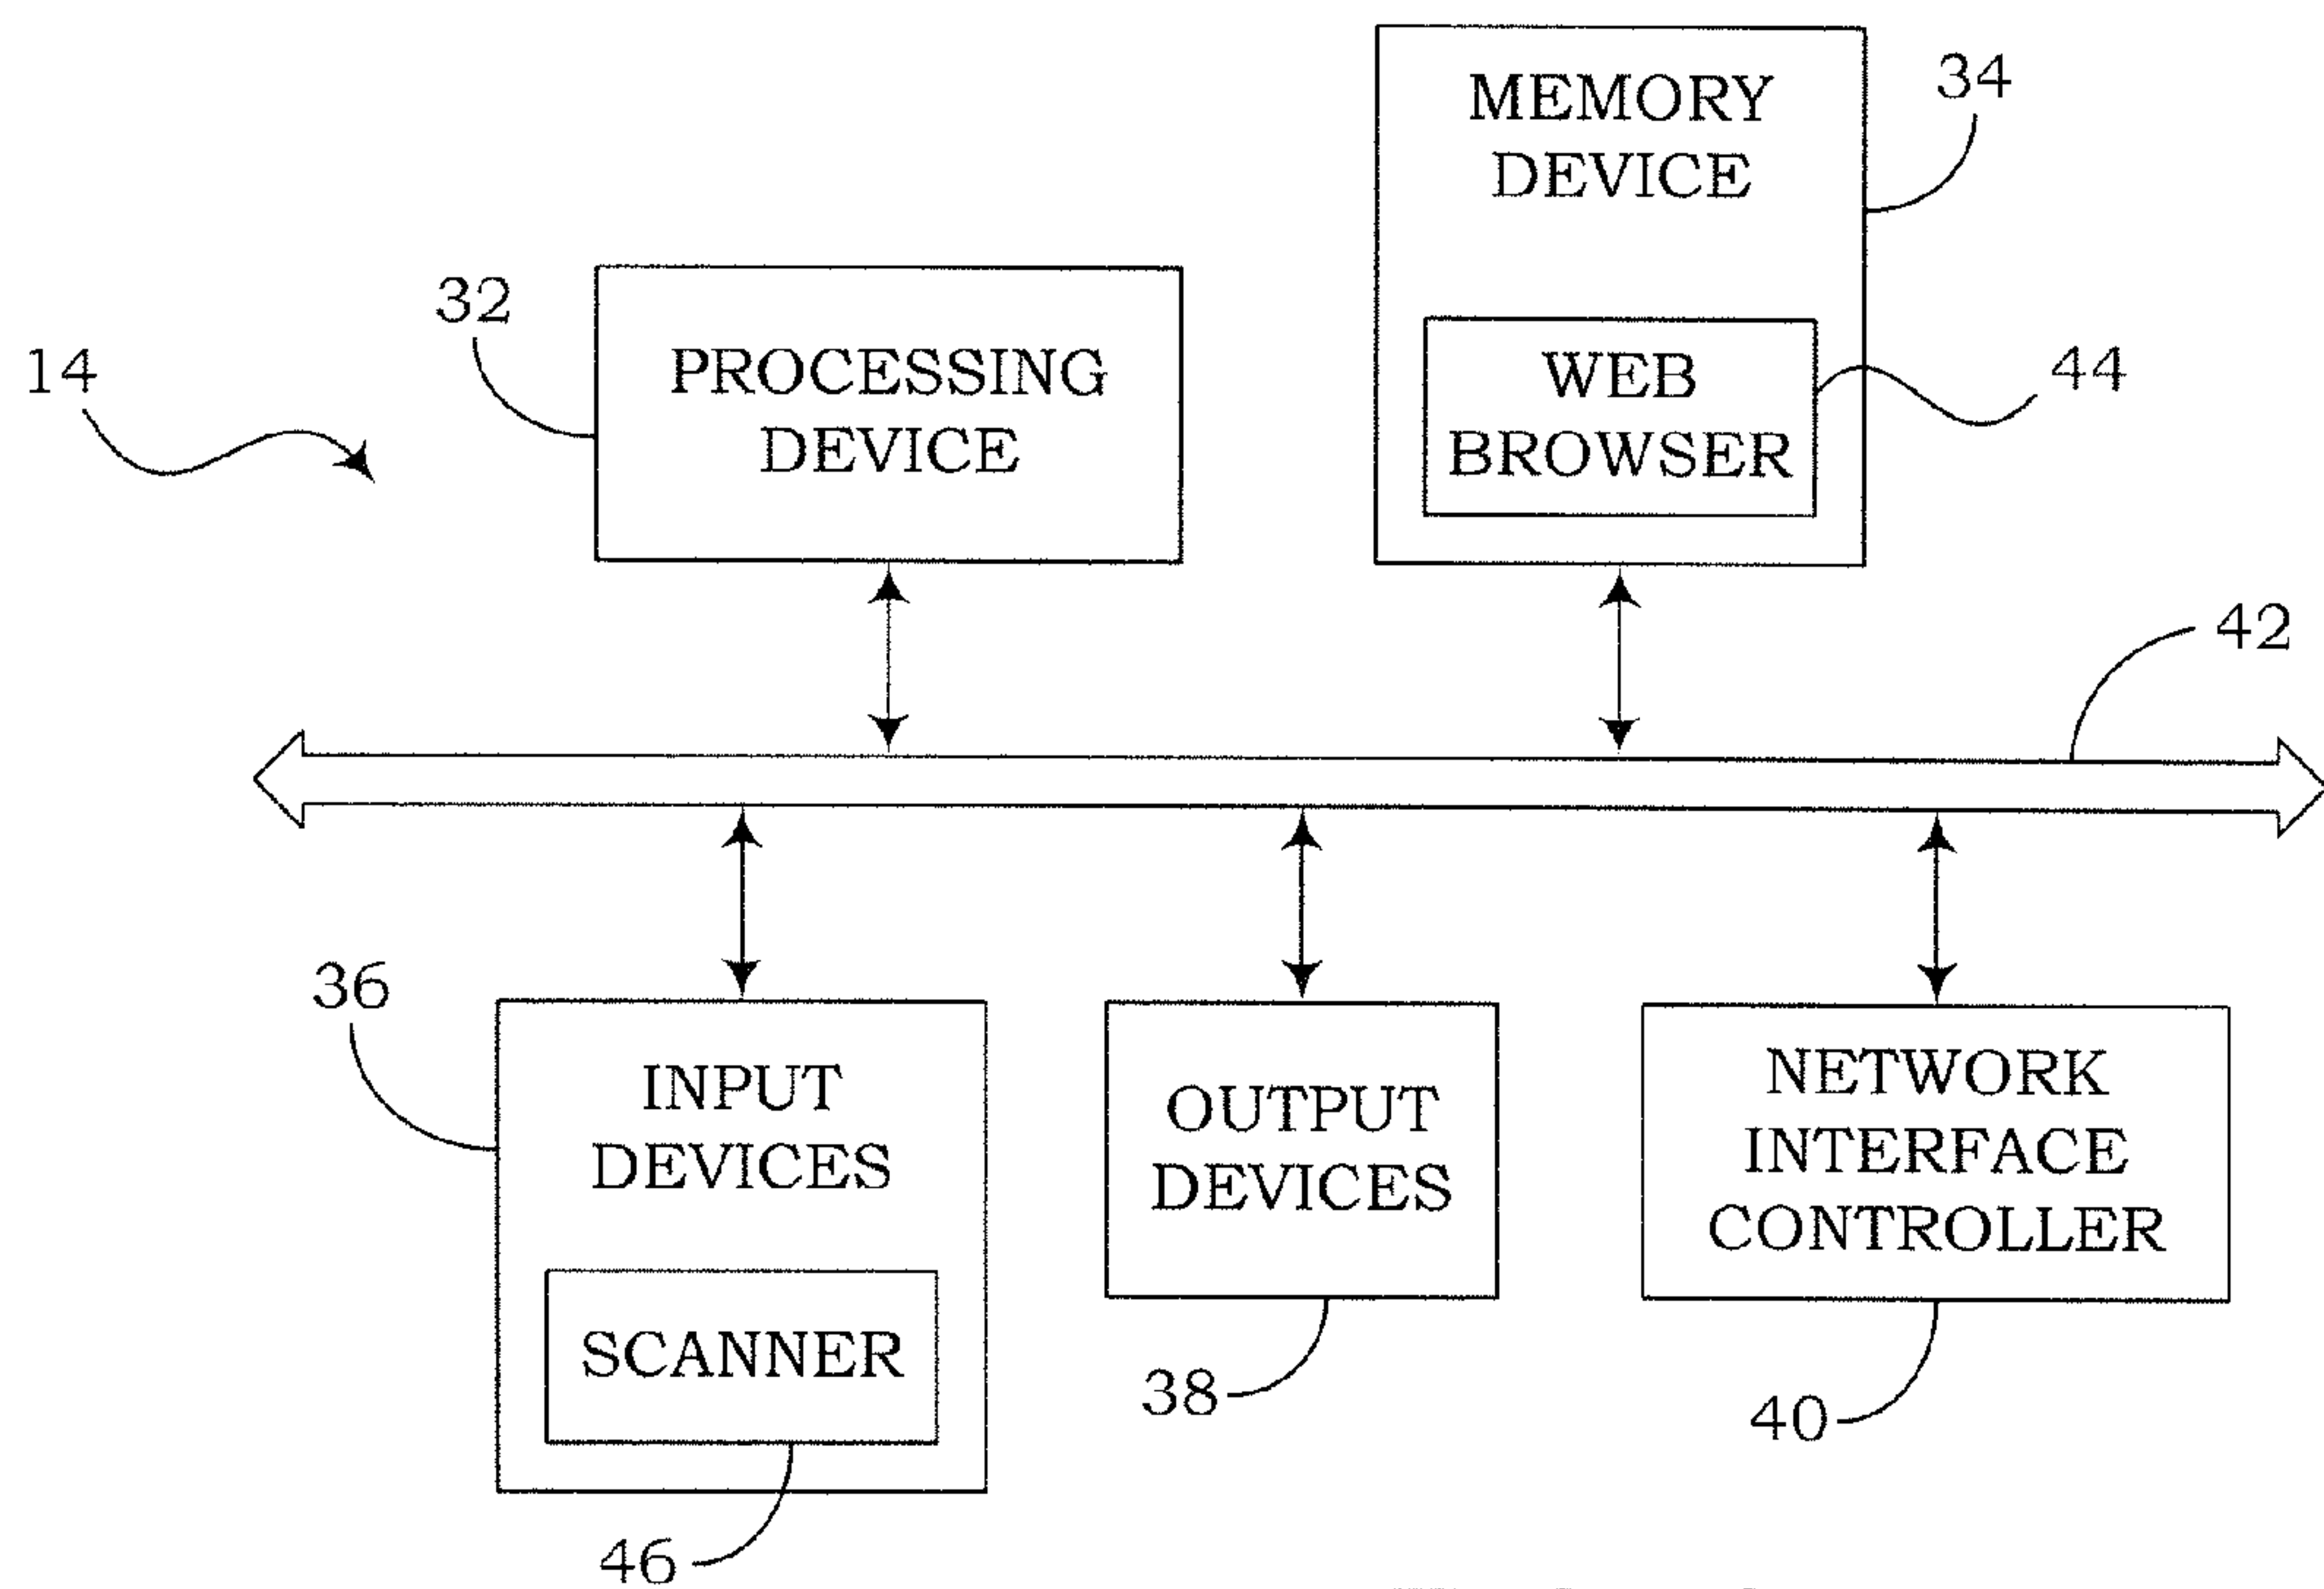 MEMORY
DEVICE
34
32
PROCESSING
DEVICE
14
WEB
BROWSER
44
42
36
INPUT
DEVICES
OUTPUT
DEVICES
NETWORK
INTERFACE
CONTROLLER
SCANNER
38
40
46